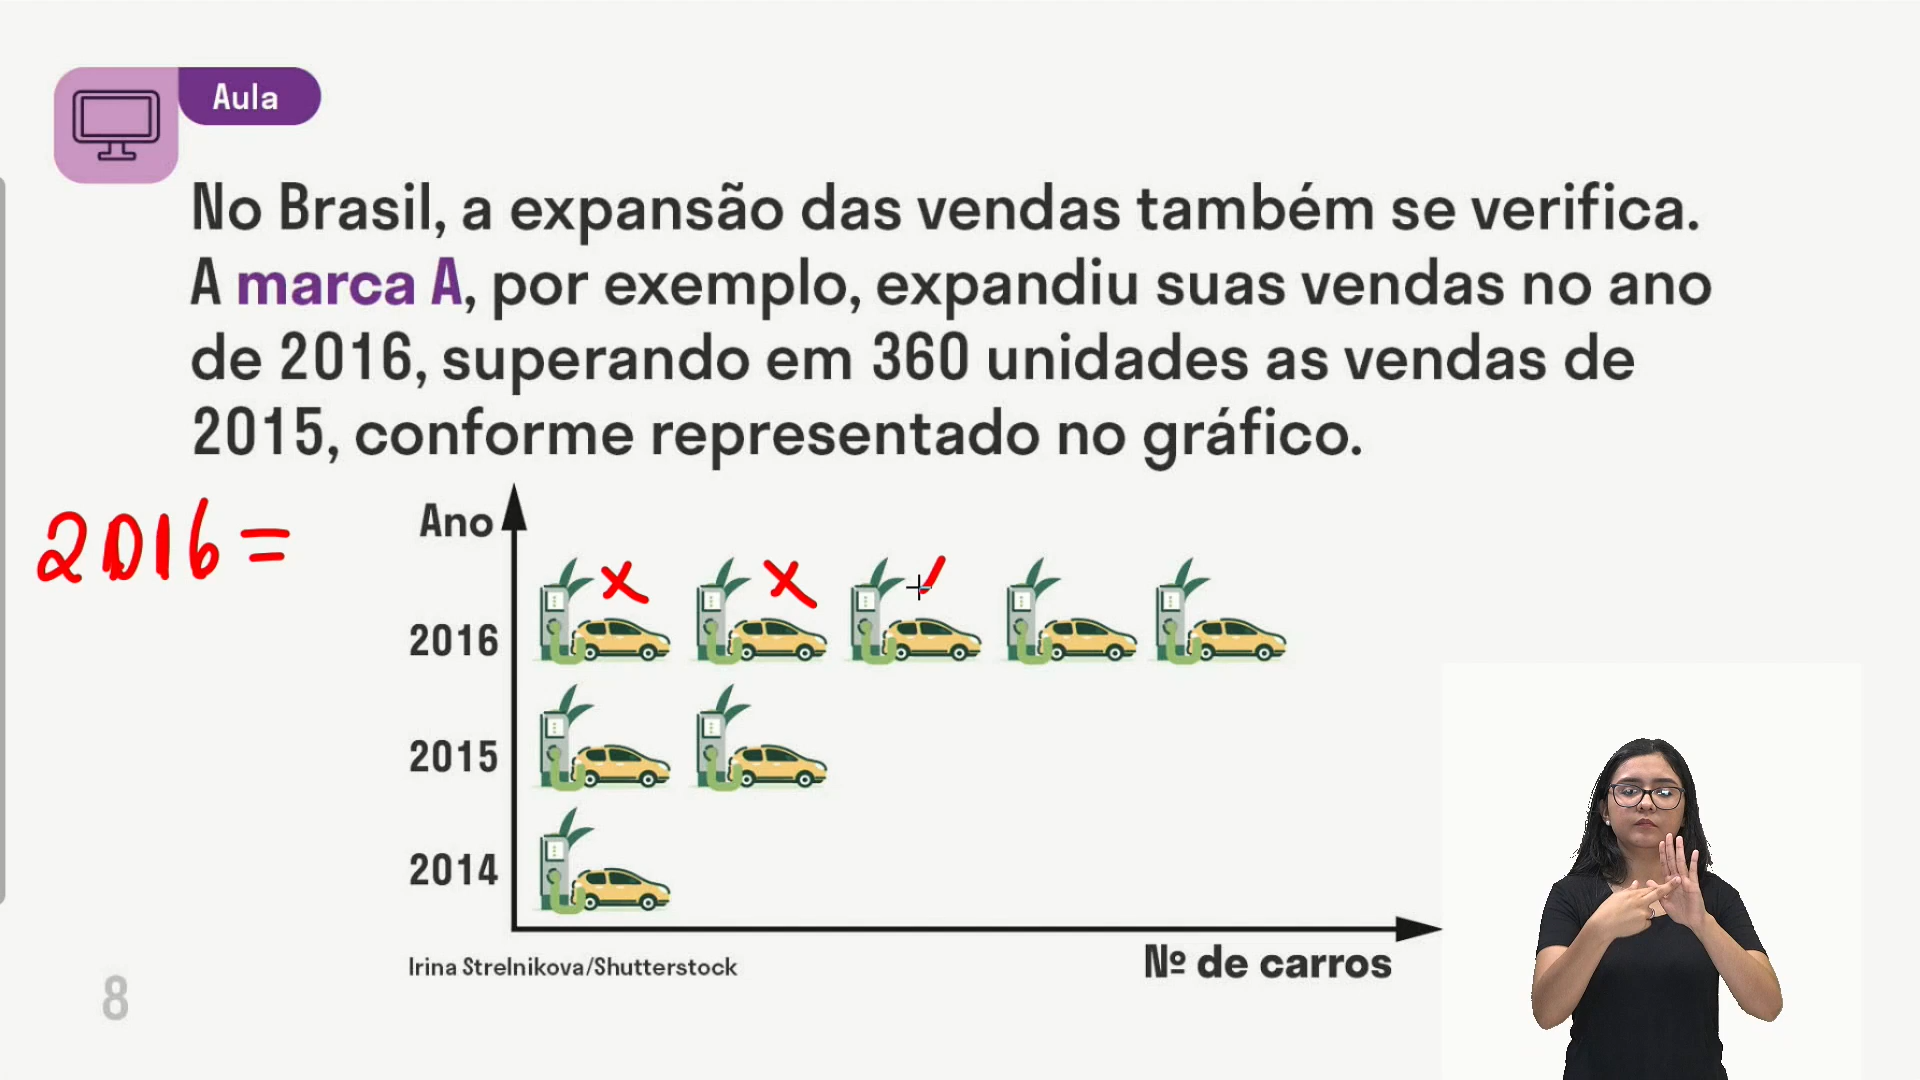 Aula
No Brasil, a expansão das vendas também se verifica.
A marca A, por exemplo, expandiu suas vendas no ano
de 2016, superando em 360 unidades as vendas de
2015, conforme representado no gráfico.
2016=
Ano
2016
2015
2014
Nº de carros
Irina Strelnikova/Shutterstock
8